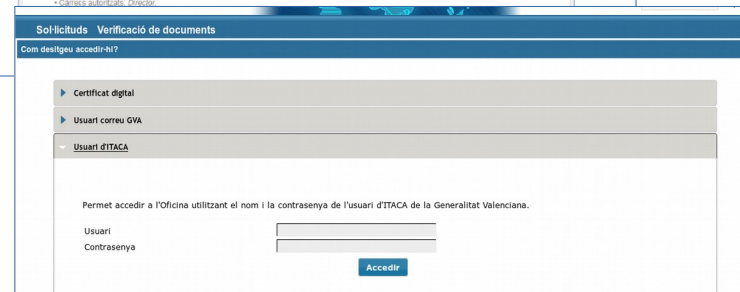 • Càrrecs autoritzats: Director.
Sol·licituds Verificació de documents
Com desitgeu accedir-hi?
Certificat digital
Usuari correu GVA
Usuari d'ITACA
Permet accedir a l'Oficina utilitzant el nom i la contrasenya de l'usuari d'ITACA de la Generalitat Valenciana.
Usuari
Contrasenya
Accedir